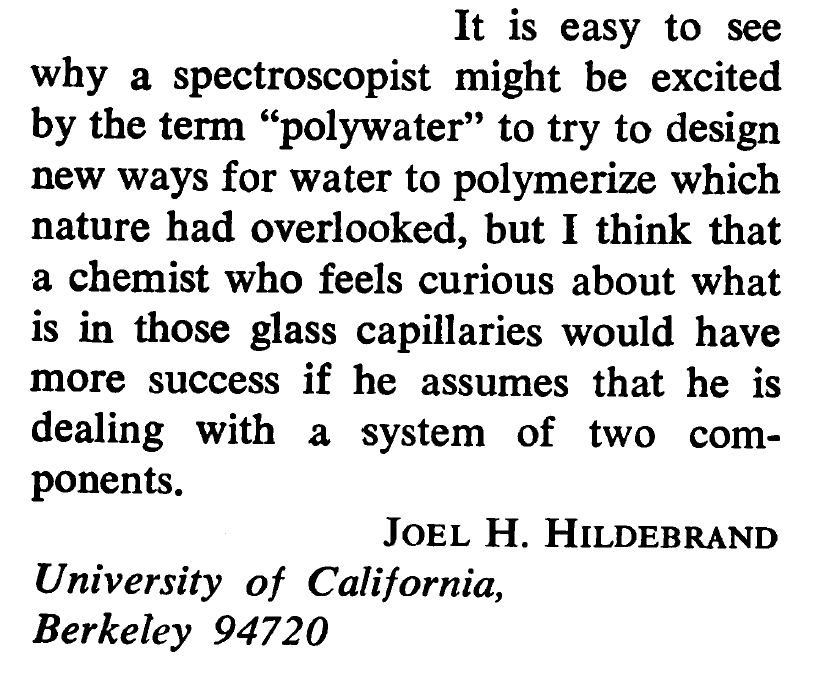 It is easy to see
why a spectroscopist might be excited
by the term “polywater” to try to design
new ways for water to polymerize which
nature had overlooked, but I think that
a chemist who feels curious about what
is in those glass capillaries would have
more success if he assumes that he is
dealing with a system of two com-
ponents.
JOEL H. HILDEBRAND
University of California,
Berkeley 94720